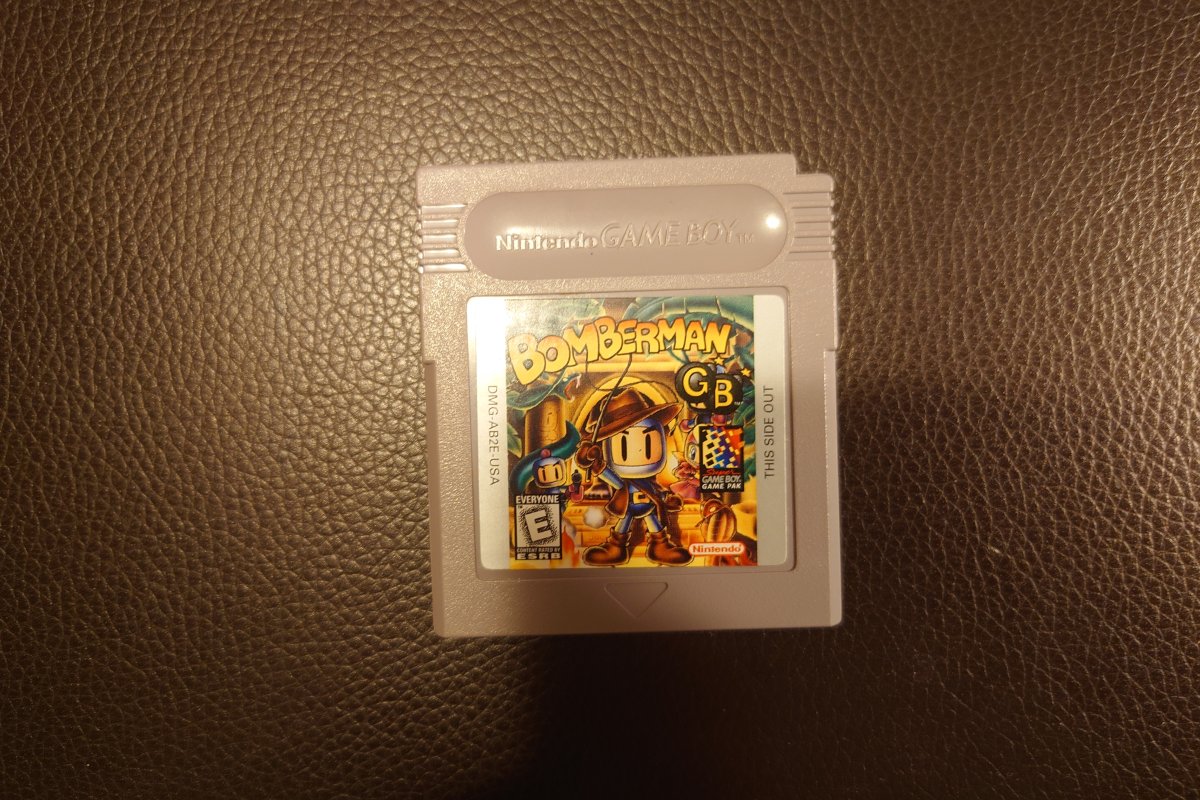 Nintendo GAME BOY TM
BOMBERMAN
GB
DMG-AB2E-USA
THIS SIDE OUT
Super
GAME BOY
GAME PAK
EVERYONE
E
CONTENT RATED BY
ESRB
Nintendo